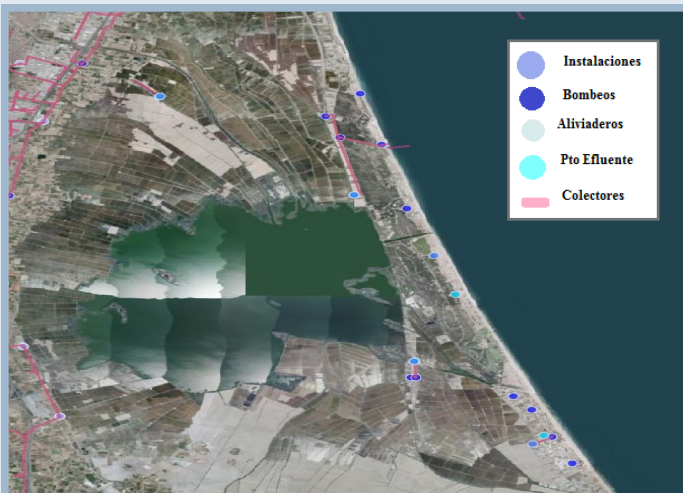 Instalaciones
Bombeos
Aliviaderos
Pto Efluente
Colectores